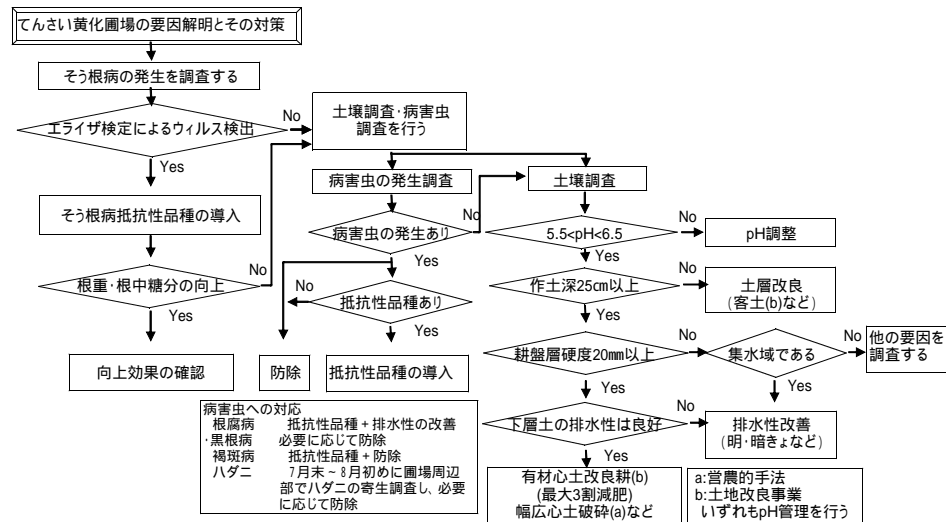 てんさい黄化圃場の要因解明とその対策
そう根病の発生を調査する
エライザ検定によるウィルス検出
No
Yes
土壌調査・病害虫
調査を行う
そう根病抵抗性品種の導入
根重・根中糖分の向上
No
Yes
向上効果の確認
病害虫の発生調査
病害虫の発生あり
No
Yes
抵抗性品種あり
No
Yes
防除
抵抗性品種の導入
土壌調査
5.5<pH<6.5
No
pH調整
Yes
作土深25㎝以上
No
土層改良
(客土(b)など)
Yes
耕盤層硬度20㎜以上
No
集水域である
No
他の要因を
調査する
Yes
Yes
下層土の排水性は良好
No
排水性改善
(明・暗きょなど)
Yes
有材心土改良耕(b)
(最大3割減肥)
幅広心土破砕(a)など
a:営農的手法
b:土地改良事業
いずれもpH管理を行う
病害虫への対応
根腐病 抵抗性品種+排水性の改善
・黒根病 必要に応じて防除
褐斑病 抵抗性品種+防除
ハダニ 7月末~8月初めに圃場周辺
部でハダニの寄生調査し、必要
に応じて防除